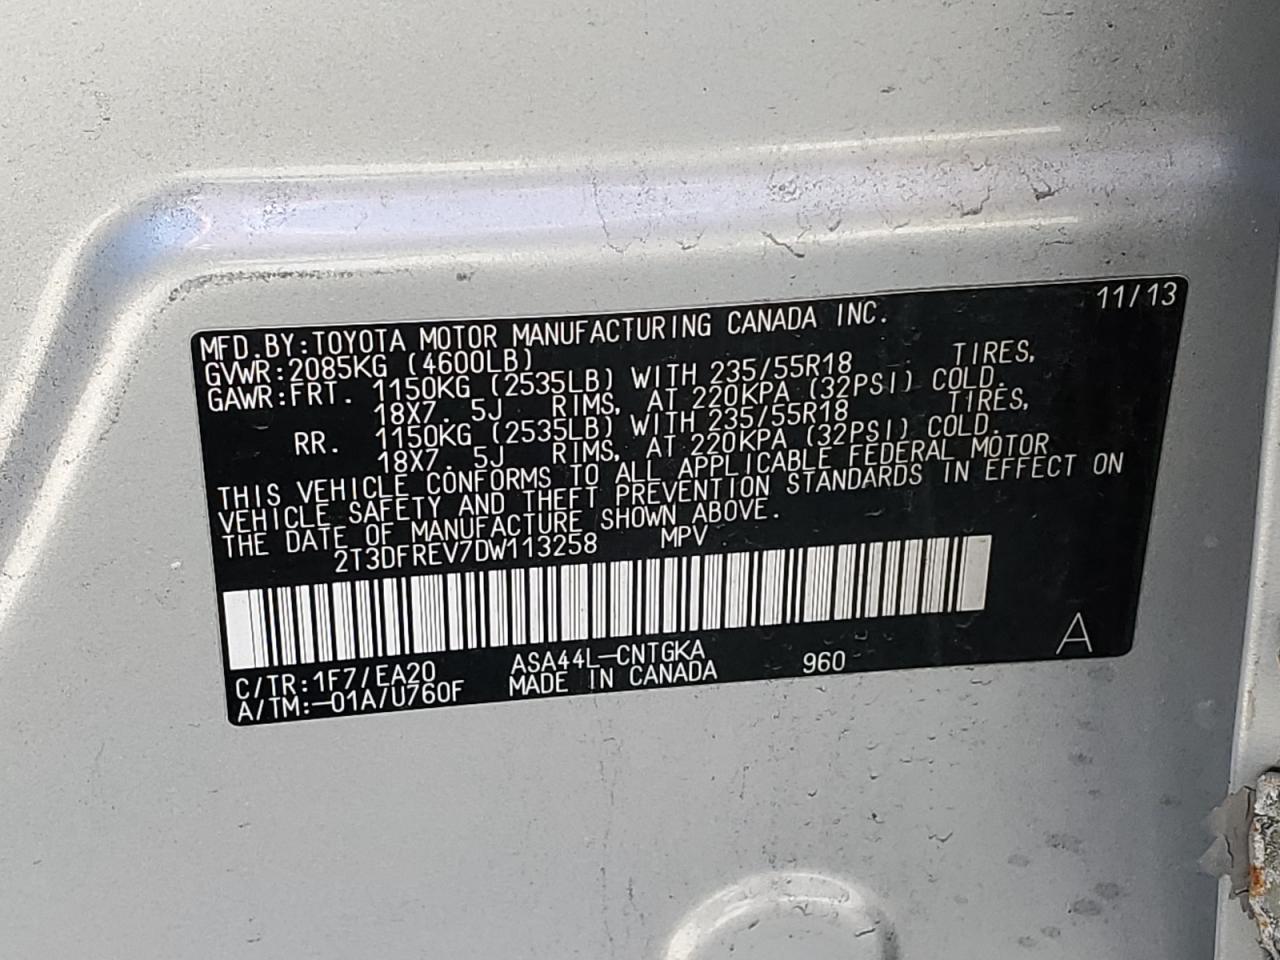 11/13
MFD.BY:TOYOTA MOTOR MANUFACTURING CANADA INC.
GVWR:2085KG (4600LB)
GAWR:FRT. 1150KG (2535LB) WITH 235/55R18 TIRES,
18X7.5J RIMS, AT 220KPA (32PSI) COLD.
RR. 1150KG (2535LB) WITH 235/55R18 TIRES,
18X7.5J RIMS, AT 220KPA (32PSI) COLD.
THIS VEHICLE CONFORMS TO ALL APPLICABLE FEDERAL MOTOR
VEHICLE SAFETY AND THEFT PREVENTION STANDARDS IN EFFECT ON
THE DATE OF MANUFACTURE SHOWN ABOVE.
2T3DFREV7DW113258 MPV
C/TR:1F7/EA20 ASA44L-CNTGKA 960 A
A/TM:-01A/U760F MADE IN CANADA